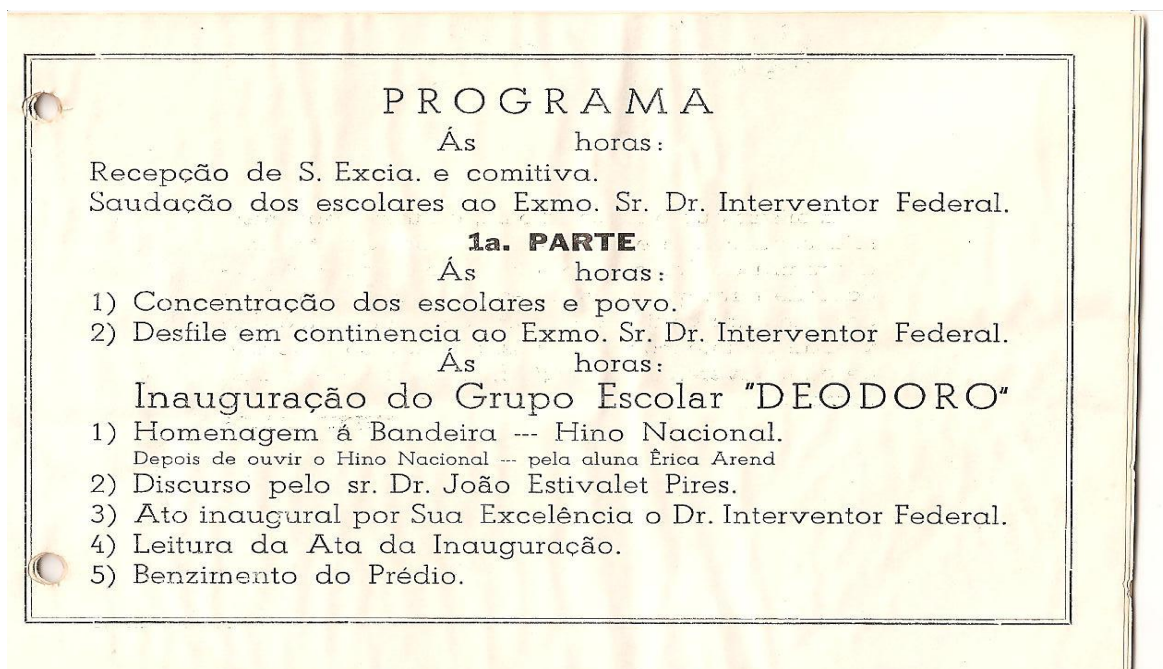 PROGRAMA
Ás horas:
Recepção de S. Excia. e comitiva.
Saudação dos escolares ao Exmo. Sr. Dr. Interventor Federal.
1a. PARTE
Ás horas:
1) Concentração dos escolares e povo.
2) Desfile em continencia ao Exmo. Sr. Dr. Interventor Federal.
Ás horas:
Inauguração do Grupo Escolar "DEODORO"
1) Homenagem á Bandeira --- Hino Nacional.
Depois de ouvir o Hino Nacional --- pela aluna Êrica Arend
2) Discurso pelo sr. Dr. João Estivalet Pires.
3) Ato inaugural por Sua Excelência o Dr. Interventor Federal.
4) Leitura da Ata da Inauguração.
5) Benzimento do Prédio.